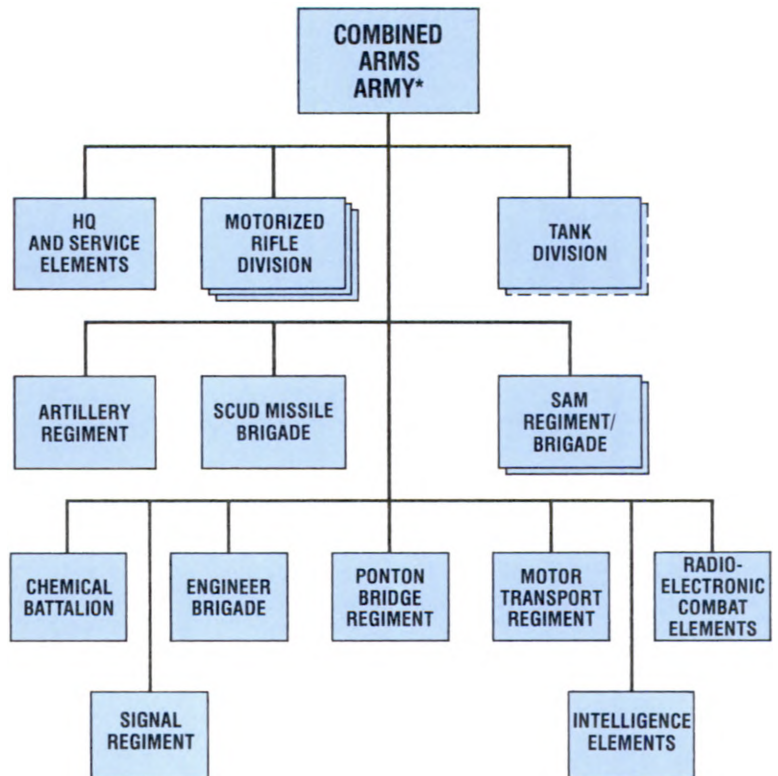 COMBINED
ARMS
ARMY*
HQ
AND SERVICE
ELEMENTS
MOTORIZED
RIFLE
DIVISION
TANK
DIVISION
ARTILLERY
REGIMENT
SCUD MISSILE
BRIGADE
SAM
REGIMENT/
BRIGADE
CHEMICAL
BATTALION
ENGINEER
BRIGADE
PONTON
BRIDGE
REGIMENT
MOTOR
TRANSPORT
REGIMENT
RADIO-
ELECTRONIC
COMBAT
ELEMENTS
SIGNAL
REGIMENT
INTELLIGENCE
ELEMENTS